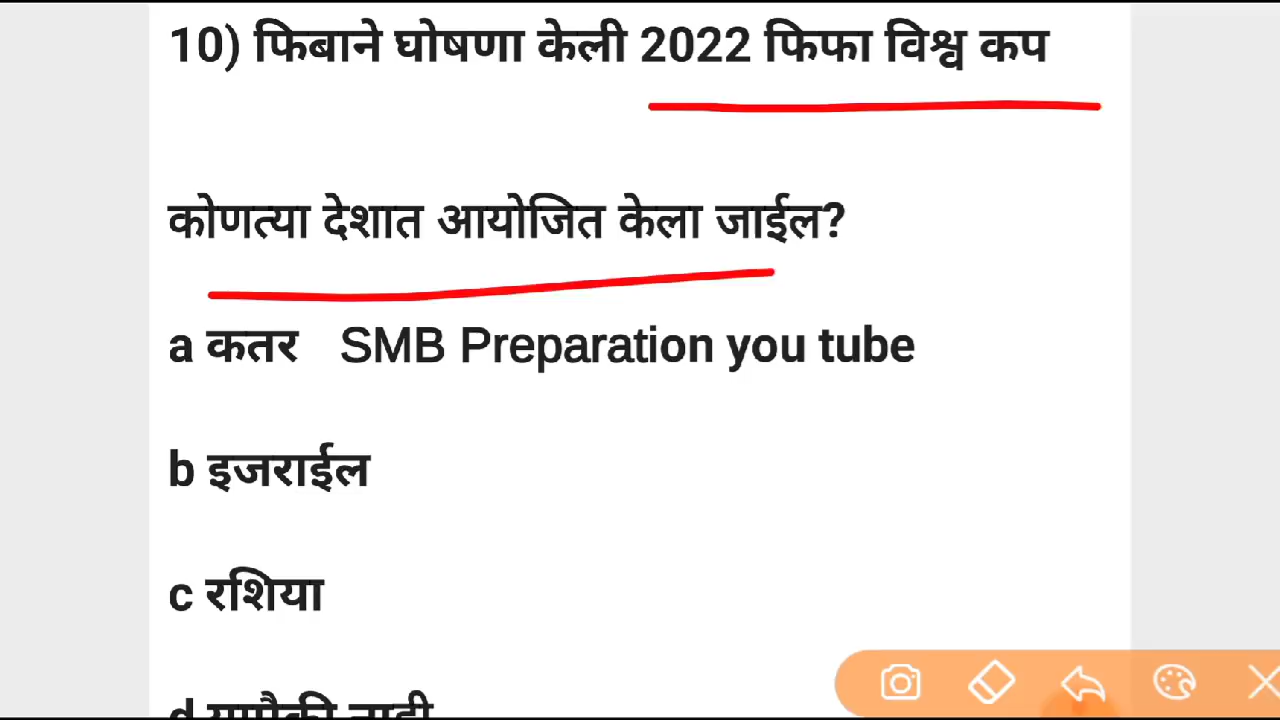 10) फिबाने घोषणा केली 2022 फिफा विश्व कप
कोणत्या देशात आयोजित केला जाईल?
a कतर SMB Preparation you tube
b इजराईल
c रशिया
d यापैकी नाही